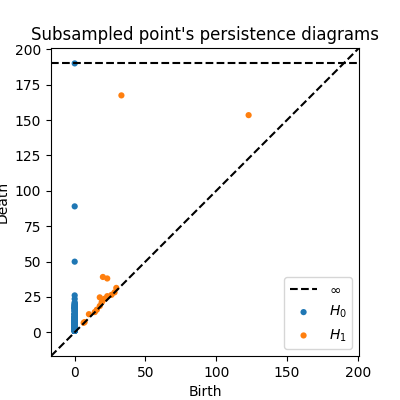 Subsampled point's persistence diagrams
200
175
150
125
100
75
50
25
0
Death
0 50 100 150 200
Birth
∞
H₀
H₁